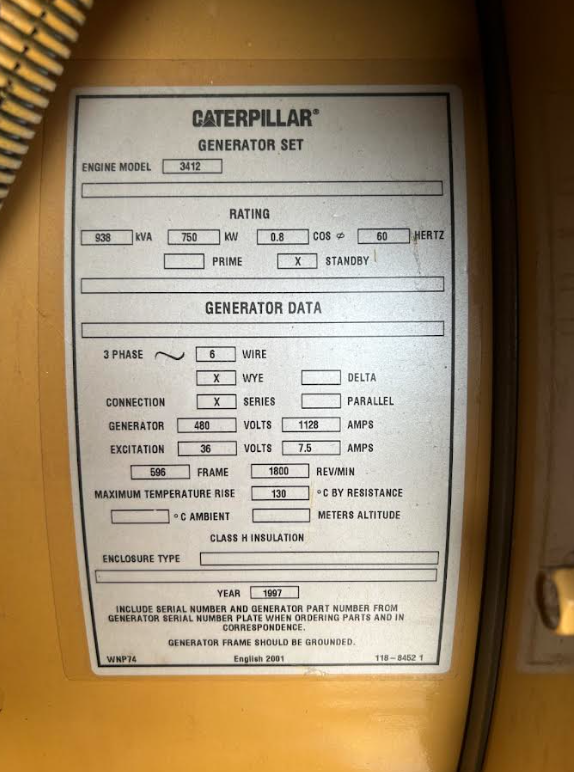 CATERPILLAR®
GENERATOR SET
ENGINE MODEL 3412
RATING
938 kVA 750 kW 0.8 COS ⌀ 60 HERTZ
PRIME X STANDBY
GENERATOR DATA
3 PHASE 6 WIRE
X WYE DELTA
CONNECTION X SERIES PARALLEL
GENERATOR 480 VOLTS 1128 AMPS
EXCITATION 36 VOLTS 7.5 AMPS
596 FRAME 1800 REV/MIN
MAXIMUM TEMPERATURE RISE 130 °C BY RESISTANCE
°C AMBIENT METERS ALTITUDE
CLASS H INSULATION
ENCLOSURE TYPE
YEAR 1997
INCLUDE SERIAL NUMBER AND GENERATOR PART NUMBER FROM
GENERATOR SERIAL NUMBER PLATE WHEN ORDERING PARTS AND IN
CORRESPONDENCE.
GENERATOR FRAME SHOULD BE GROUNDED.
WNP74 English 2001 118-8452 1